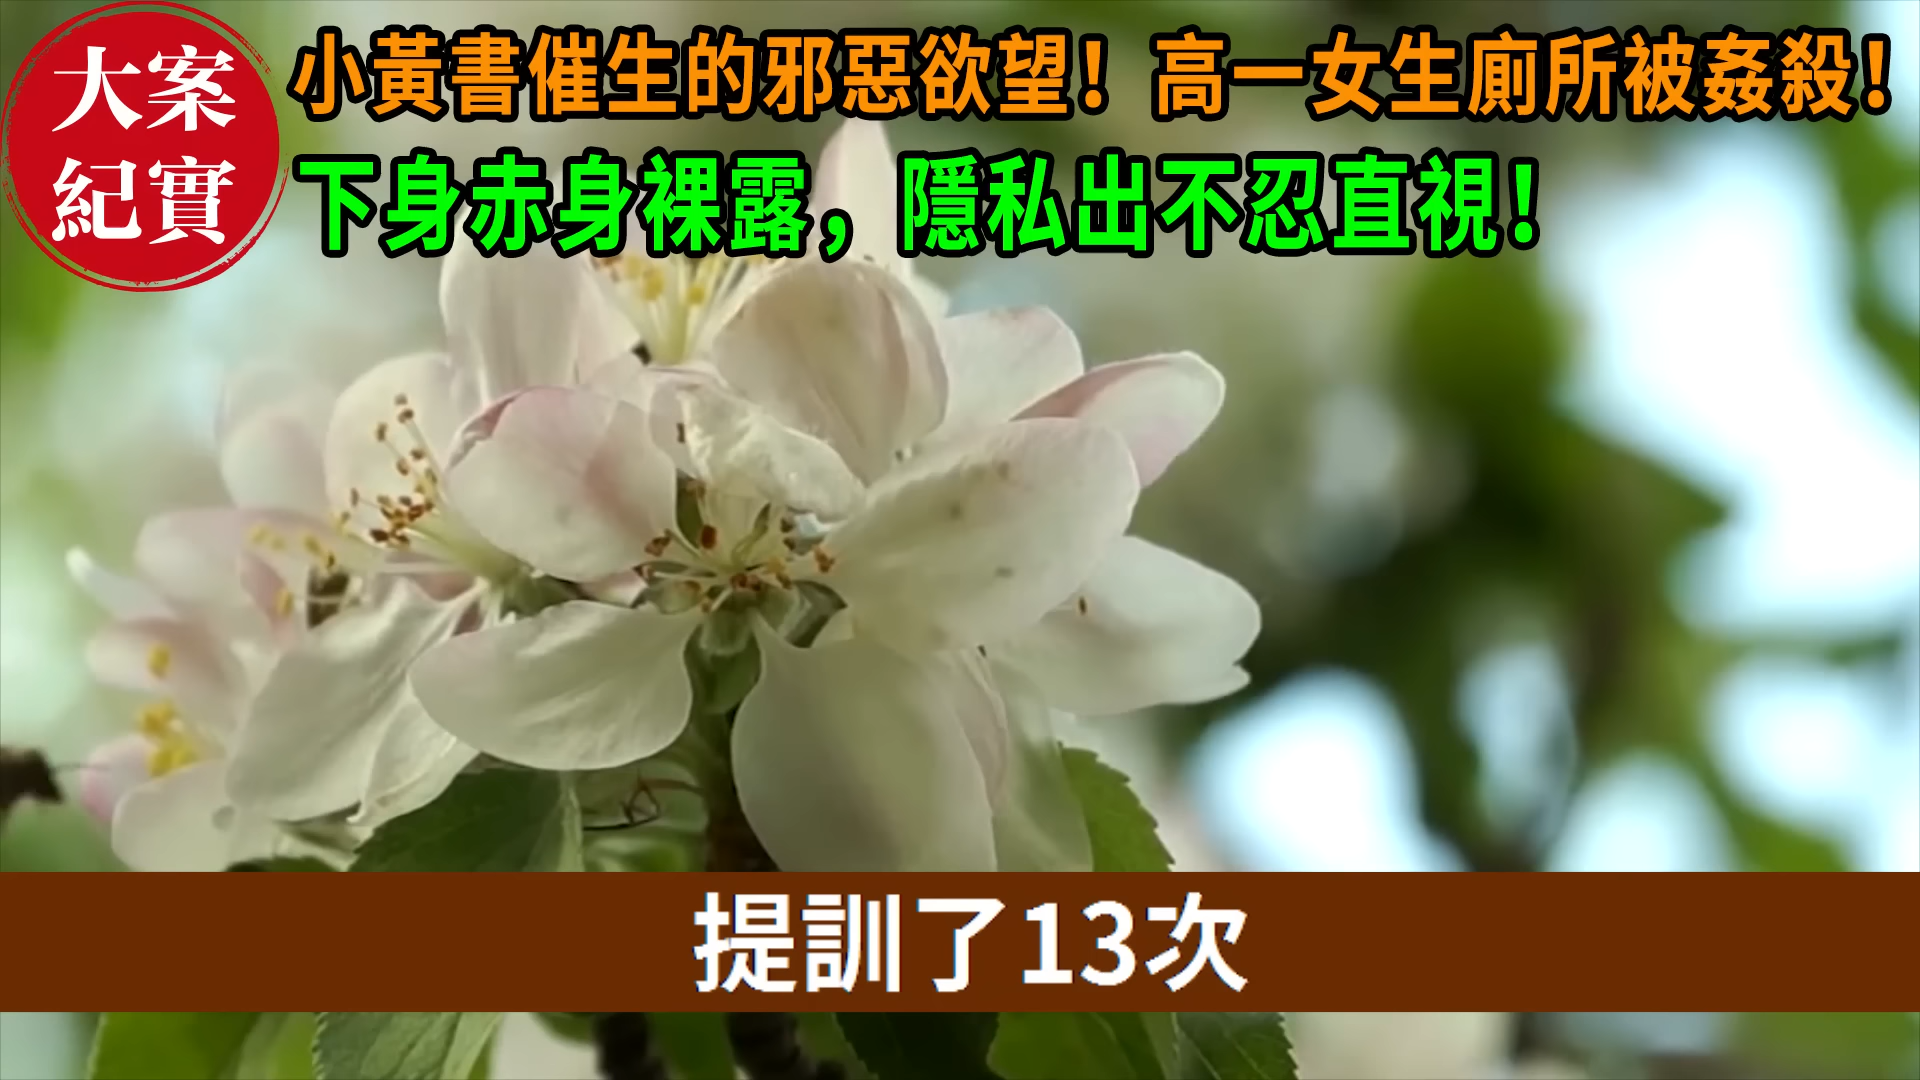 大案
紀實
小黃書催生的邪惡欲望！高一女生廁所被姦殺！
下身赤身裸露，隱私出不忍直視！
提訓了13次